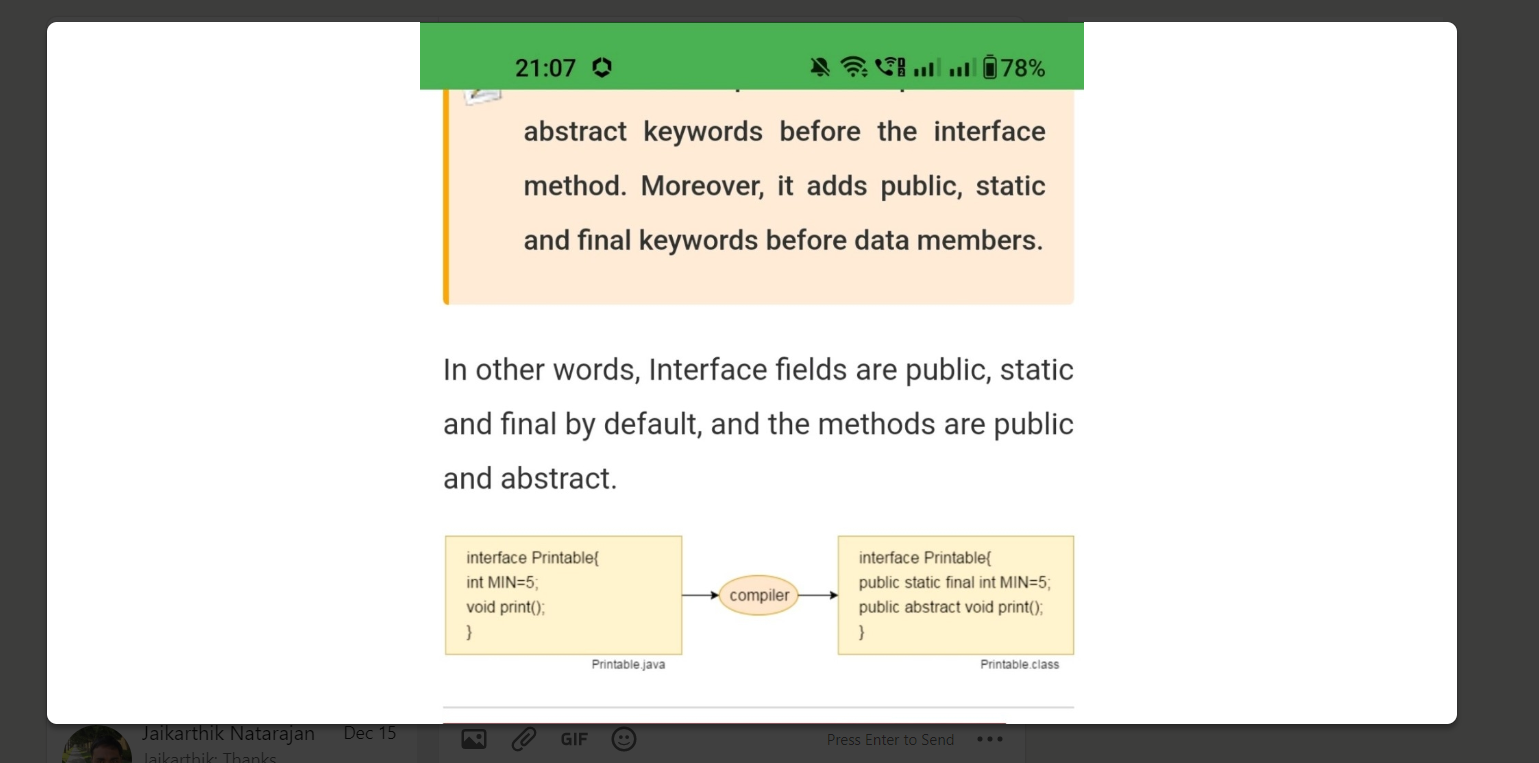 21:07
78%
abstract keywords before the interface
method. Moreover, it adds public, static
and final keywords before data members.
In other words, Interface fields are public, static
and final by default, and the methods are public
and abstract.
interface Printable{
int MIN=5;
void print();
}
Printable.java
compiler
interface Printable{
public static final int MIN=5;
public abstract void print();
}
Printable.class
Jaikarthik Natarajan Dec 15
Jaikarthik: Thanks
GIF
Press Enter to Send